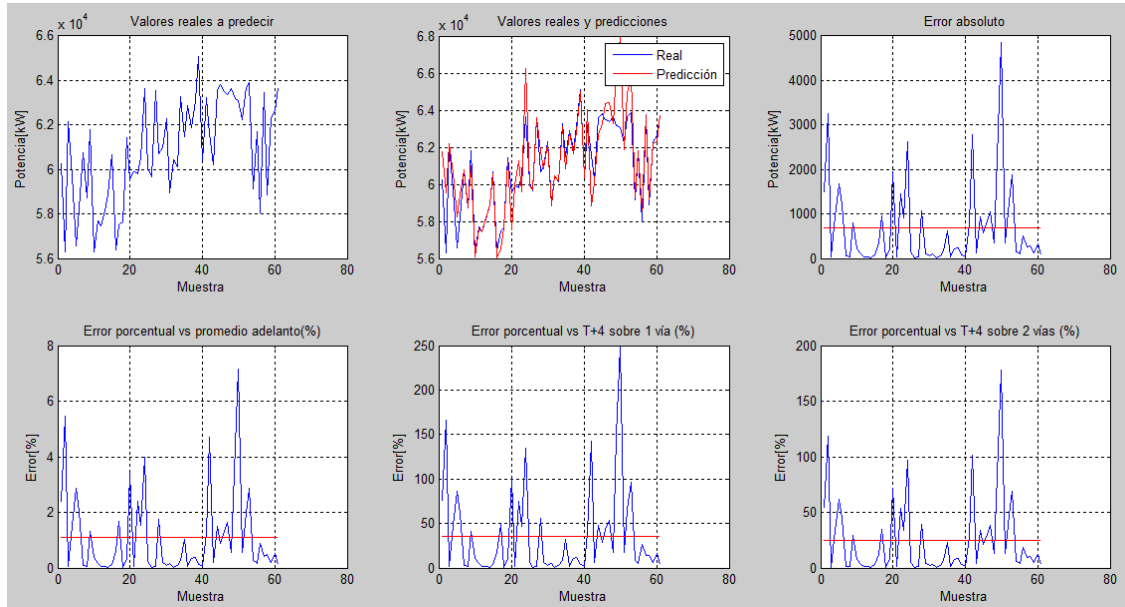 Valores reales a predecir
x 10^4
6.6
6.4
6.2
6
5.8
5.6
0 20 40 60 80
Potencia[kW]
Muestra
Valores reales y predicciones
x 10^4
6.8
6.6
6.4
6.2
6
5.8
5.6
0 20 40 60 80
Potencia[kW]
Muestra
Real
Predicción
Error absoluto
5000
4000
3000
2000
1000
0
0 20 40 60 80
Potencia[kW]
Muestra
Error porcentual vs promedio adelanto(%)
8
6
4
2
0
0 20 40 60 80
Error[%]
Muestra
Error porcentual vs T+4 sobre 1 vía (%)
250
200
150
100
50
0
0 20 40 60 80
Error[%]
Muestra
Error porcentual vs T+4 sobre 2 vías (%)
200
150
100
50
0
0 20 40 60 80
Error[%]
Muestra